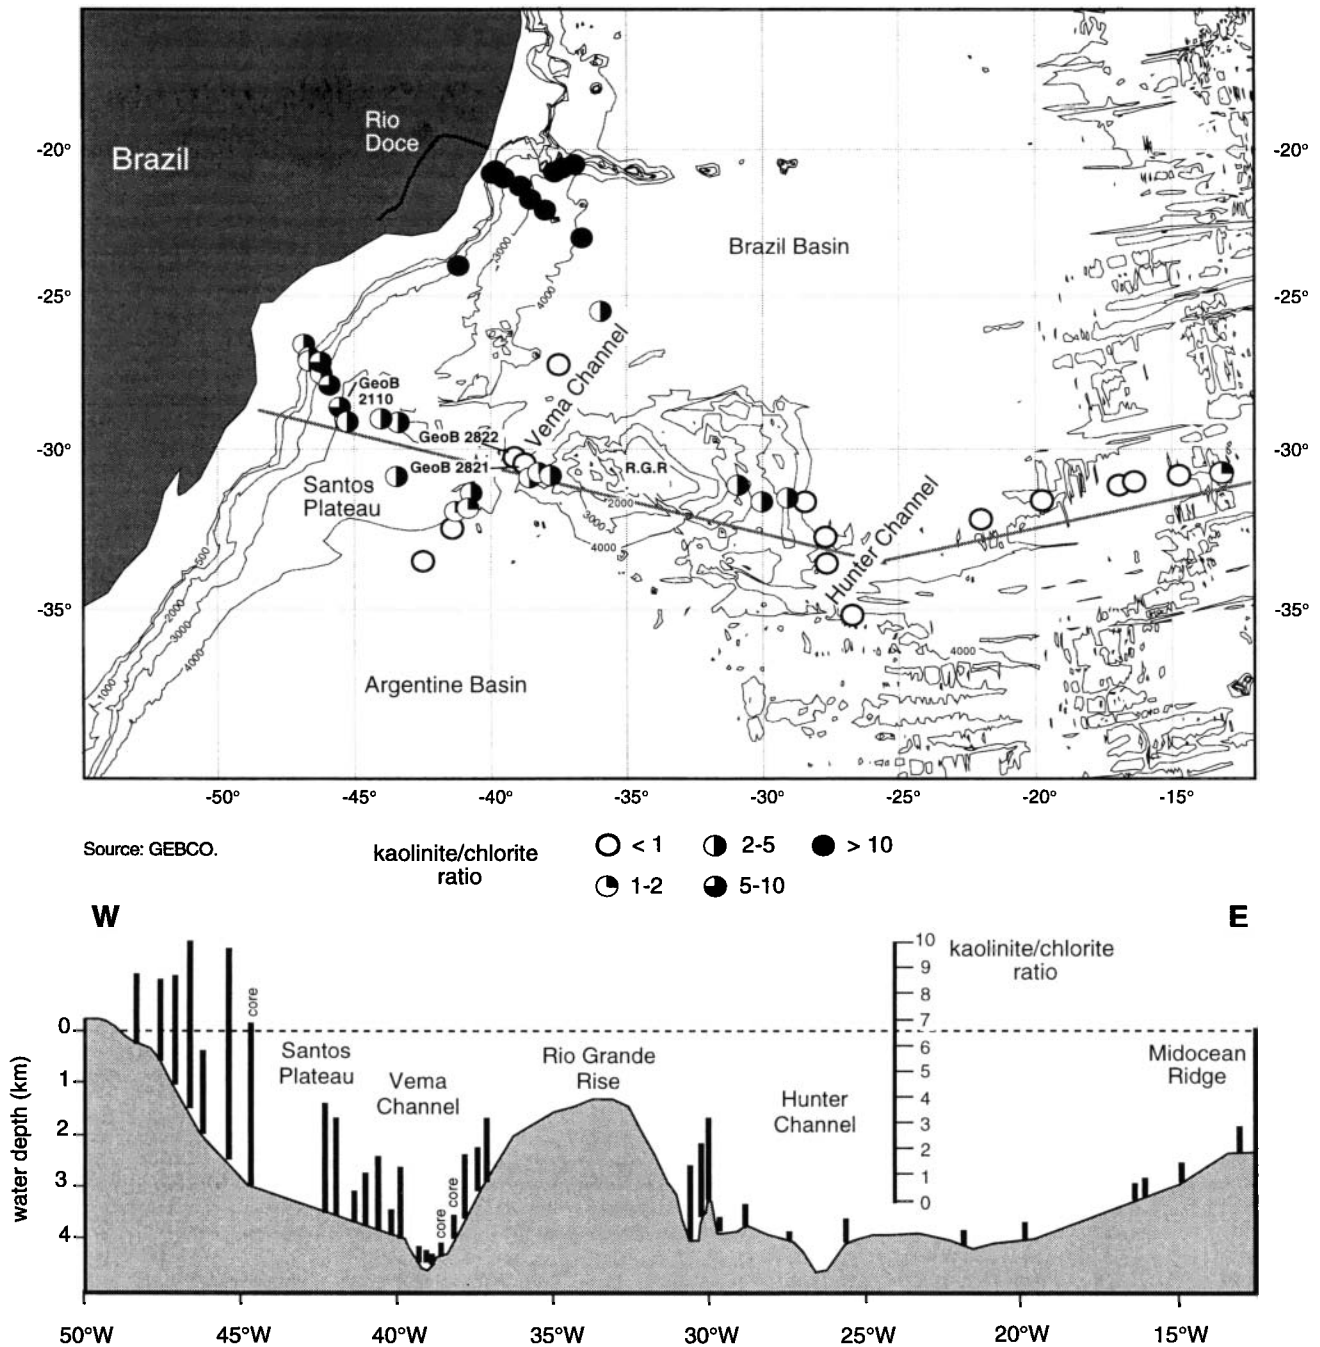 Rio
Doce
Brazil
-20°
-20°
3000
Brazil Basin
4000
-25°
-25°
Vema Channel
GeoB
2110
500
GeoB 2822
-30°
-30°
GeoB 2821
R.G.R
Santos
Plateau
2000
3000
4000
Hunter Channel
500
2000
3000
4000
1000
-35°
-35°
4000
Argentine Basin
-50°
-45°
-40°
-35°
-30°
-25°
-20°
-15°
Source: GEBCO.
kaolinite/chlorite
ratio
< 1
2-5
> 10
1-2
5-10
W
E
10
9
8
7
6
5
4
3
2
1
0
kaolinite/chlorite
ratio
core
0
1
2
3
4
water depth (km)
Santos
Plateau
Vema
Channel
core
core
Rio Grande
Rise
Hunter
Channel
Midocean
Ridge
50°W
45°W
40°W
35°W
30°W
25°W
20°W
15°W